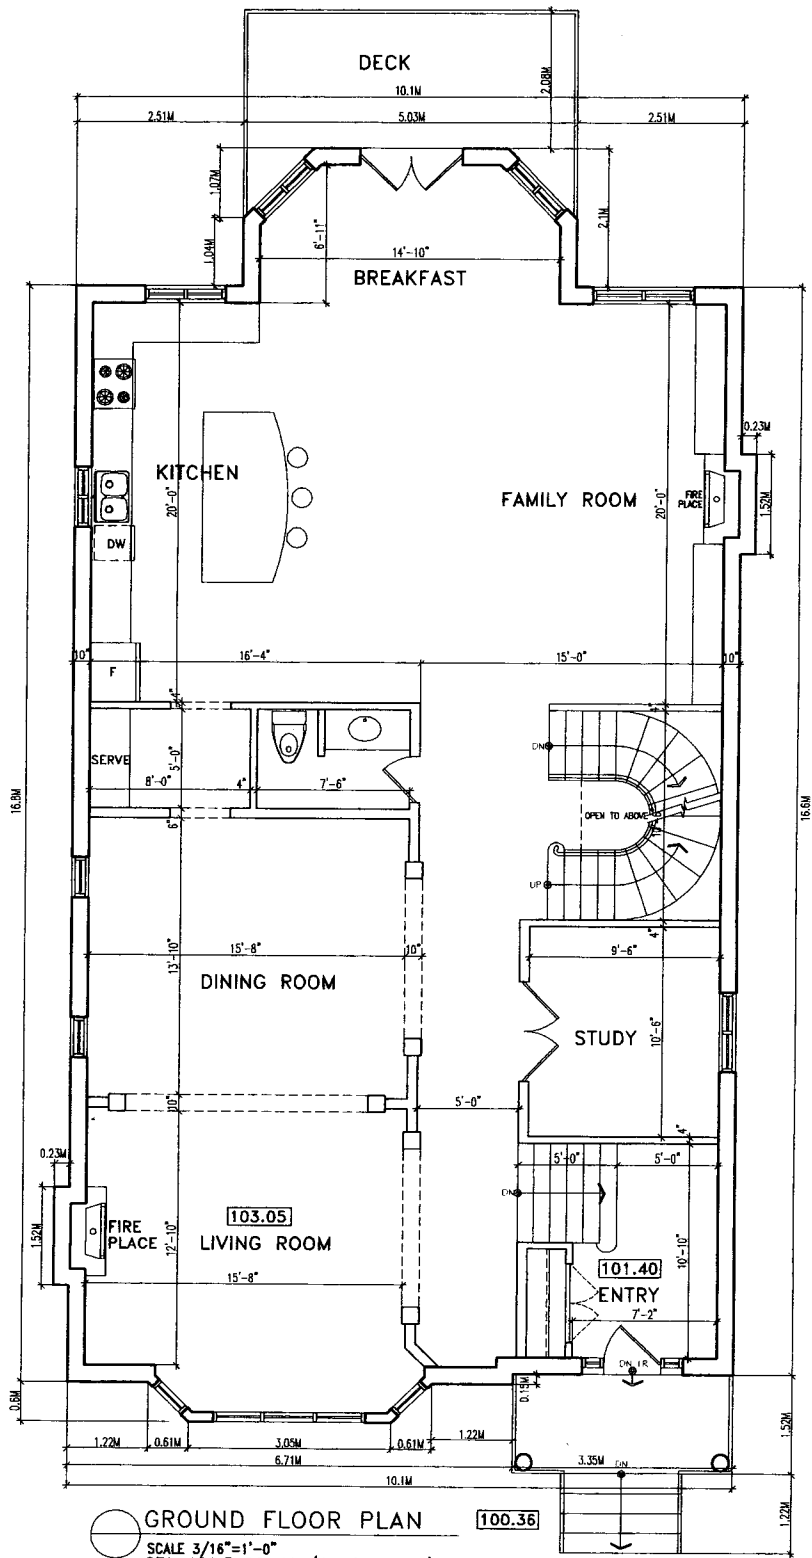 DECK
2.08M
10.1M
2.51M
5.03M
2.51M
1.07M
1.04M
6'-11"
2.1M
14'-10"
BREAKFAST
0.23M
KITCHEN
20'-0"
FAMILY ROOM
20'-0"
FIRE
PLACE
1.52M
DW
F
10"
16'-4"
15'-0"
10"
4"
SERVE
5'-0"
8'-0"
4"
7'-6"
DN
OPEN TO ABOVE
UP
16.8M
16.6M
6"
4"
15'-8"
10"
9'-6"
13'-10"
DINING ROOM
STUDY
10'-6"
10"
5'-0"
4"
0.23M
5'-0"
5'-0"
DN
1.52M
FIRE
PLACE
103.05
LIVING ROOM
12'-10"
15'-8"
101.40
ENTRY
10'-10"
7'-2"
DN 1R
0.6M
0.15M
1.52M
1.22M
0.61M
3.05M
0.61M
1.22M
6.71M
3.35M
DN
10.1M
1.22M
GROUND FLOOR PLAN
100.36
SCALE 3/16"=1'-0"